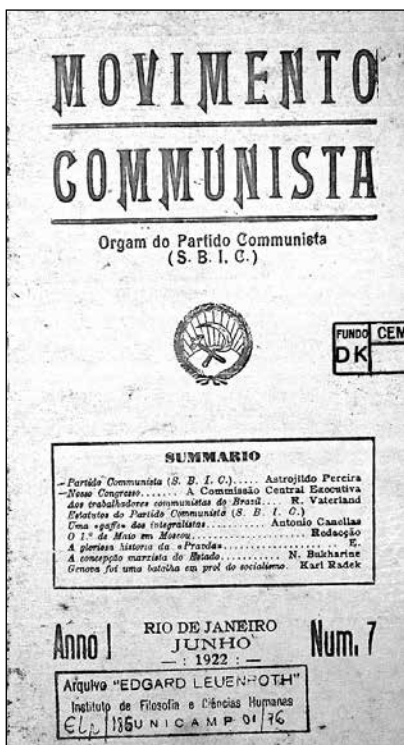 MOVIMENTO
COMMUNISTA
Orgam do Partido Communista
(S. B. I. C.)
FUNDO CEM
DK
SUMMARIO
Partido Communista (S. B. I. C.)..... Astrojildo Pereira
Nosso Congresso....... A Commissão Central Executiva
Aos trabalhadores communistas do Brasil.... R. Vaterland
Estatutos do Partido Communista (S. B. I. C.)
Uma «gaffe» dos integralistas........... Antonio Canellas
O 1.º de Maio em Moscou................ Redacção
A gloriosa historia da «Pravda»............ E.
A concepção marxista do Estado............ N. Bukharine
Genova foi uma batalha em prol do socialismo. Karl Radek
Anno I
RIO DE JANEIRO
JUNHO
— : 1922 : —
Num. 7
Arquivo "EDGARD LEUENROTH"
Instituto de Filosofia e Ciências Humanas
UNICAMP